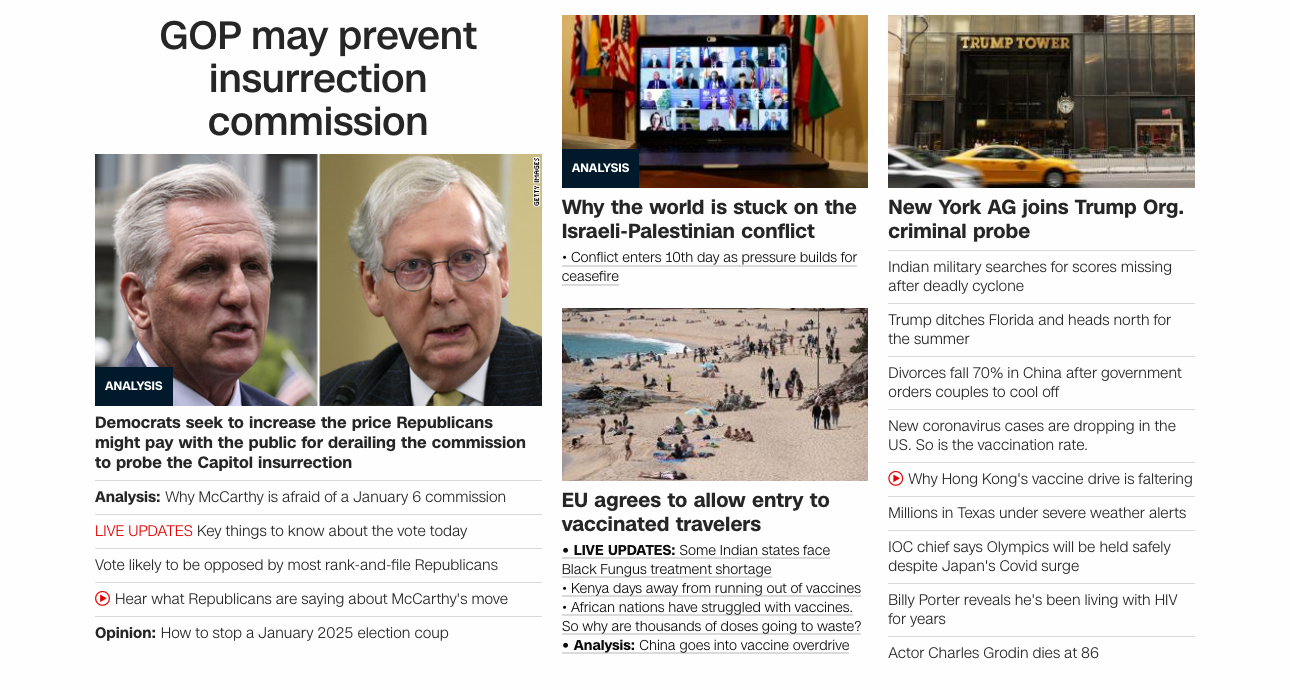 GOP may prevent
insurrection
commission
GETTY IMAGES
ANALYSIS
Democrats seek to increase the price Republicans
might pay with the public for derailing the commission
to probe the Capitol insurrection
Analysis: Why McCarthy is afraid of a January 6 commission
LIVE UPDATES Key things to know about the vote today
Vote likely to be opposed by most rank-and-file Republicans
Hear what Republicans are saying about McCarthy's move
Opinion: How to stop a January 2025 election coup
ANALYSIS
Why the world is stuck on the
Israeli-Palestinian conflict
• Conflict enters 10th day as pressure builds for
ceasefire
EU agrees to allow entry to
vaccinated travelers
• LIVE UPDATES: Some Indian states face
Black Fungus treatment shortage
• Kenya days away from running out of vaccines
• African nations have struggled with vaccines.
So why are thousands of doses going to waste?
• Analysis: China goes into vaccine overdrive
TRUMP TOWER
New York AG joins Trump Org.
criminal probe
Indian military searches for scores missing
after deadly cyclone
Trump ditches Florida and heads north for
the summer
Divorces fall 70% in China after government
orders couples to cool off
New coronavirus cases are dropping in the
US. So is the vaccination rate.
Why Hong Kong's vaccine drive is faltering
Millions in Texas under severe weather alerts
IOC chief says Olympics will be held safely
despite Japan's Covid surge
Billy Porter reveals he's been living with HIV
for years
Actor Charles Grodin dies at 86